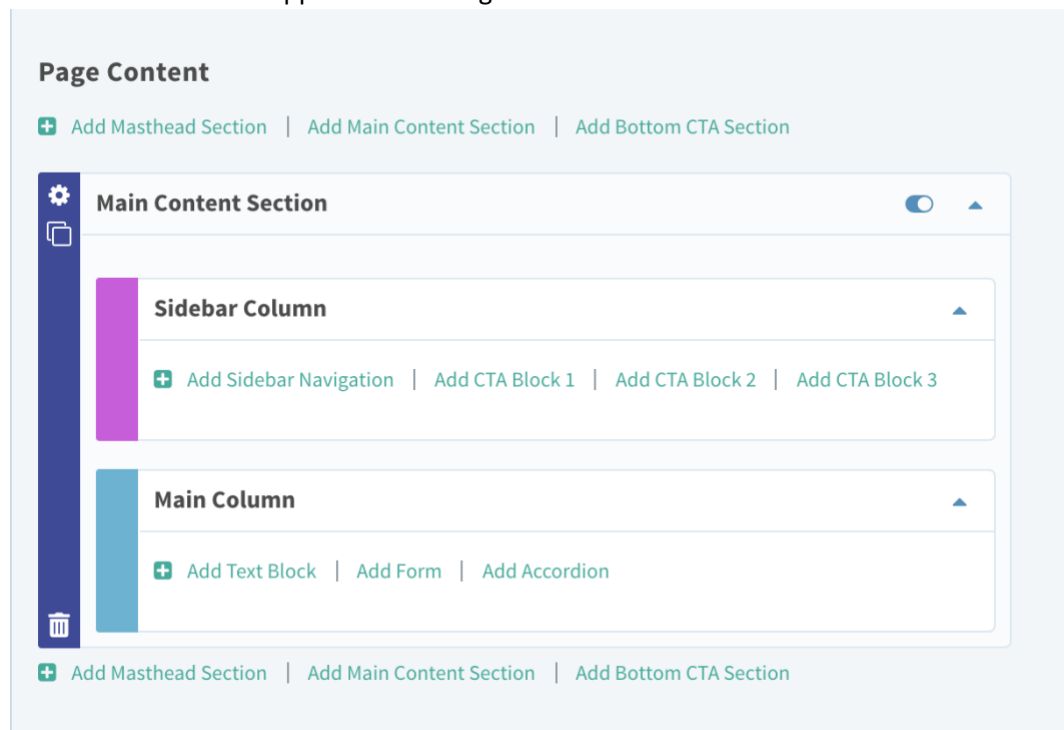 Page Content
Add Masthead Section | Add Main Content Section | Add Bottom CTA Section
Main Content Section
Sidebar Column
Add Sidebar Navigation | Add CTA Block 1 | Add CTA Block 2 | Add CTA Block 3
Main Column
Add Text Block | Add Form | Add Accordion
Add Masthead Section | Add Main Content Section | Add Bottom CTA Section